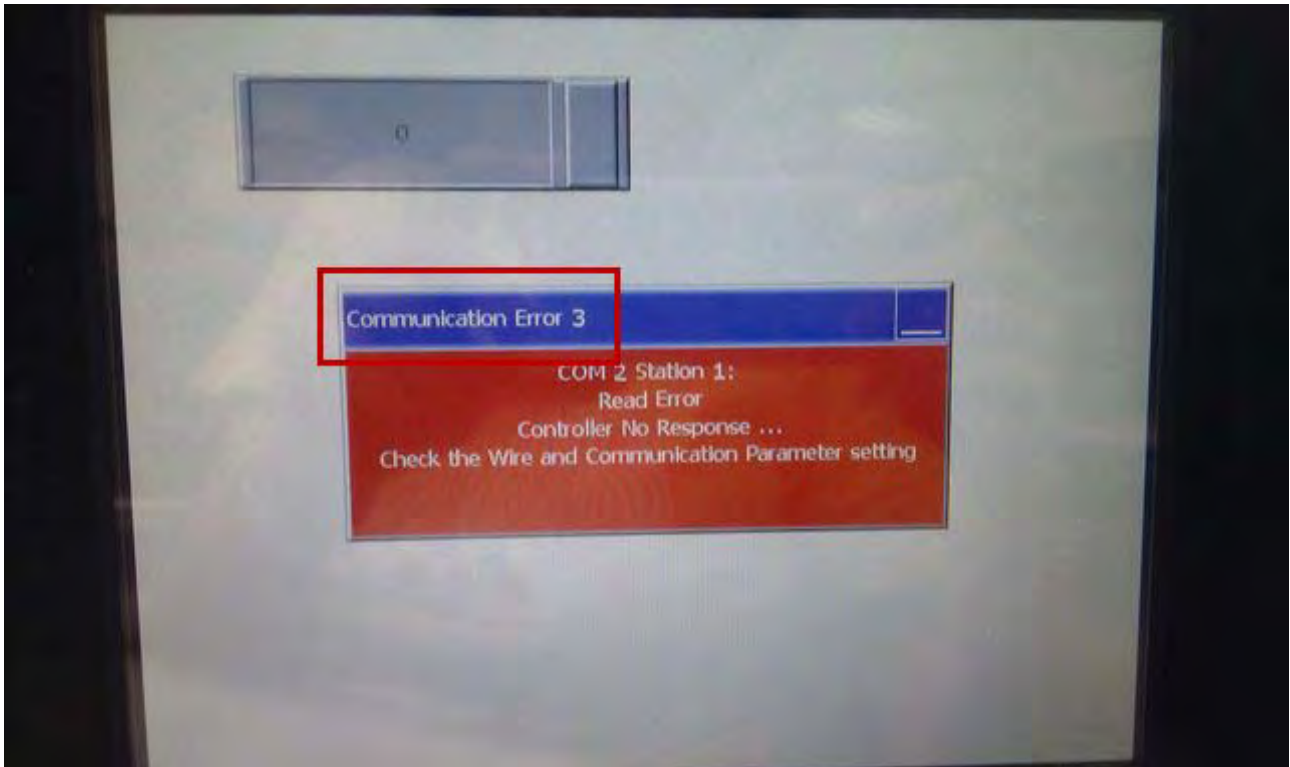 0
Communication Error 3
COM 2 Station 1:
Read Error
Controller No Response ...
Check the Wire and Communication Parameter setting